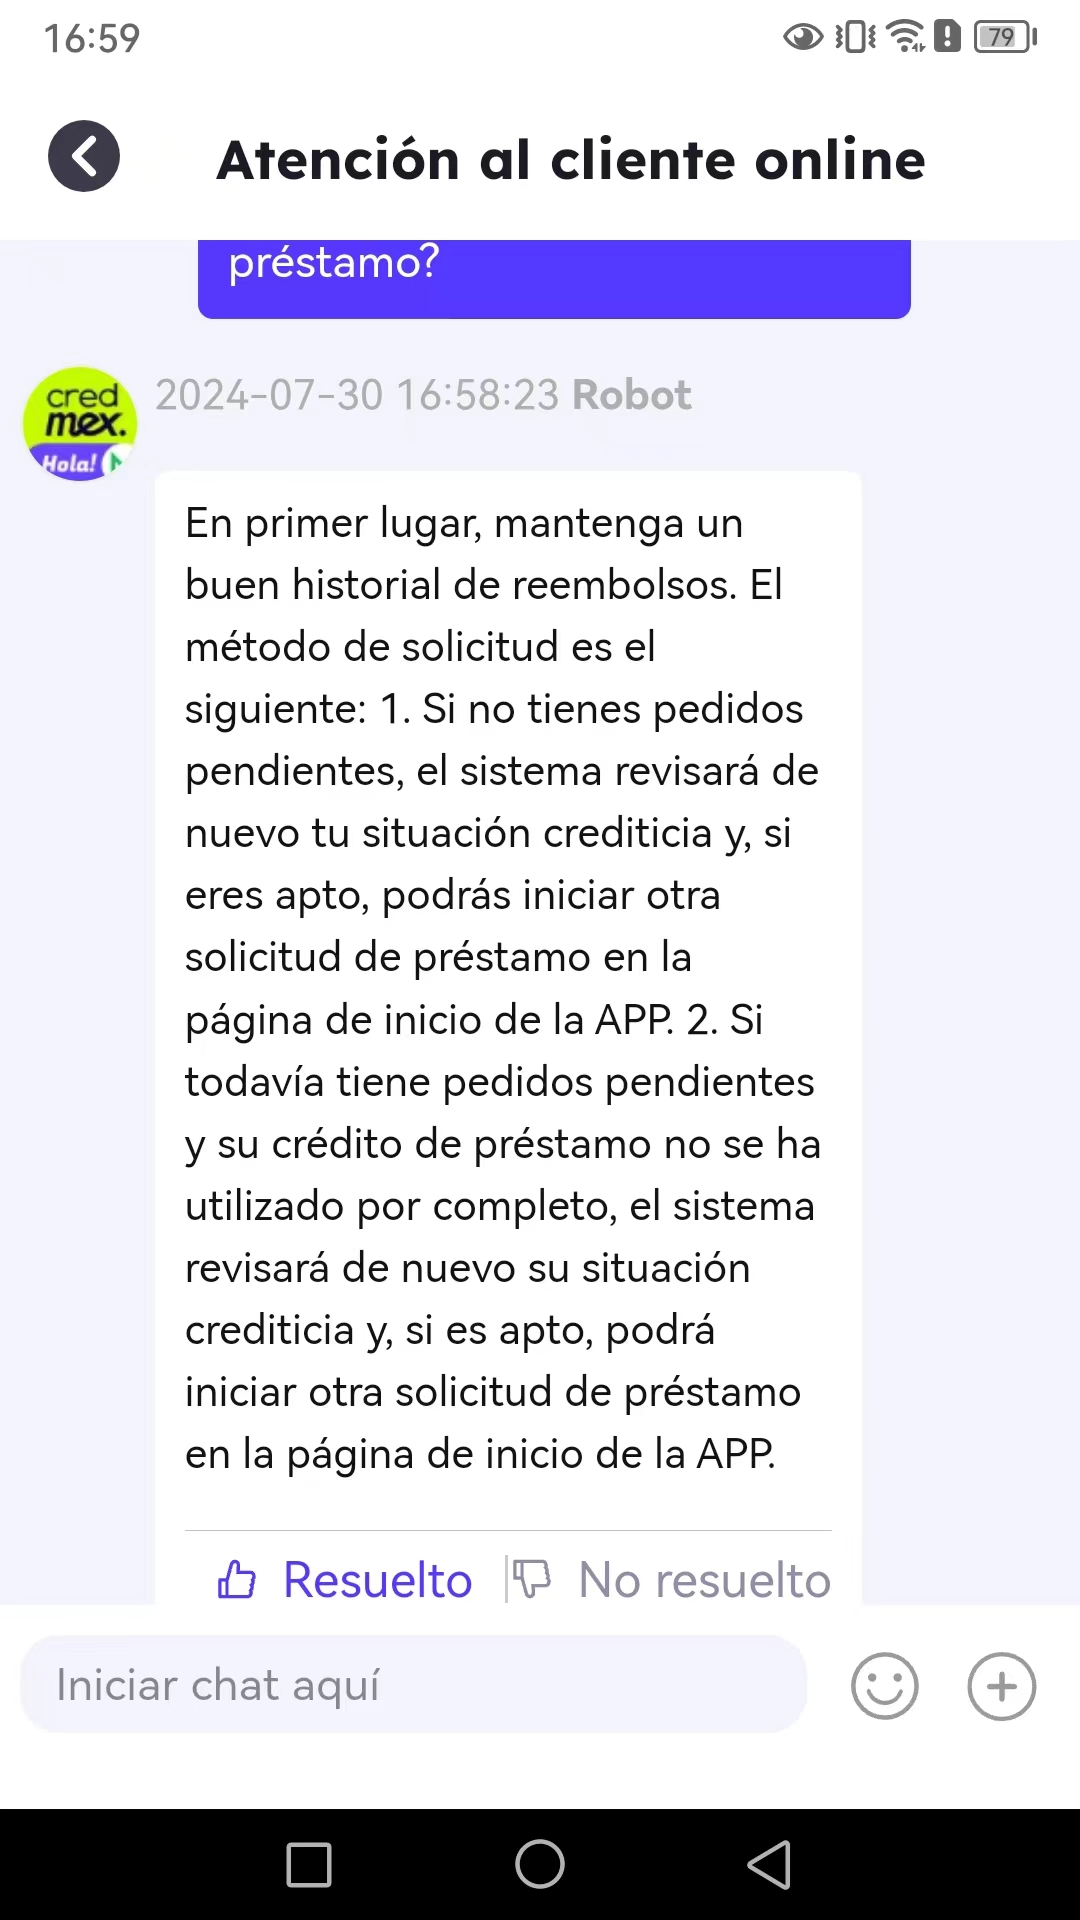 16:59
79
Atención al cliente online
préstamo?
cred
mex.
Hola!
2024-07-30 16:58:23 Robot
En primer lugar, mantenga un
buen historial de reembolsos. El
método de solicitud es el
siguiente: 1. Si no tienes pedidos
pendientes, el sistema revisará de
nuevo tu situación crediticia y, si
eres apto, podrás iniciar otra
solicitud de préstamo en la
página de inicio de la APP. 2. Si
todavía tiene pedidos pendientes
y su crédito de préstamo no se ha
utilizado por completo, el sistema
revisará de nuevo su situación
crediticia y, si es apto, podrá
iniciar otra solicitud de préstamo
en la página de inicio de la APP.
Resuelto
No resuelto
Iniciar chat aquí